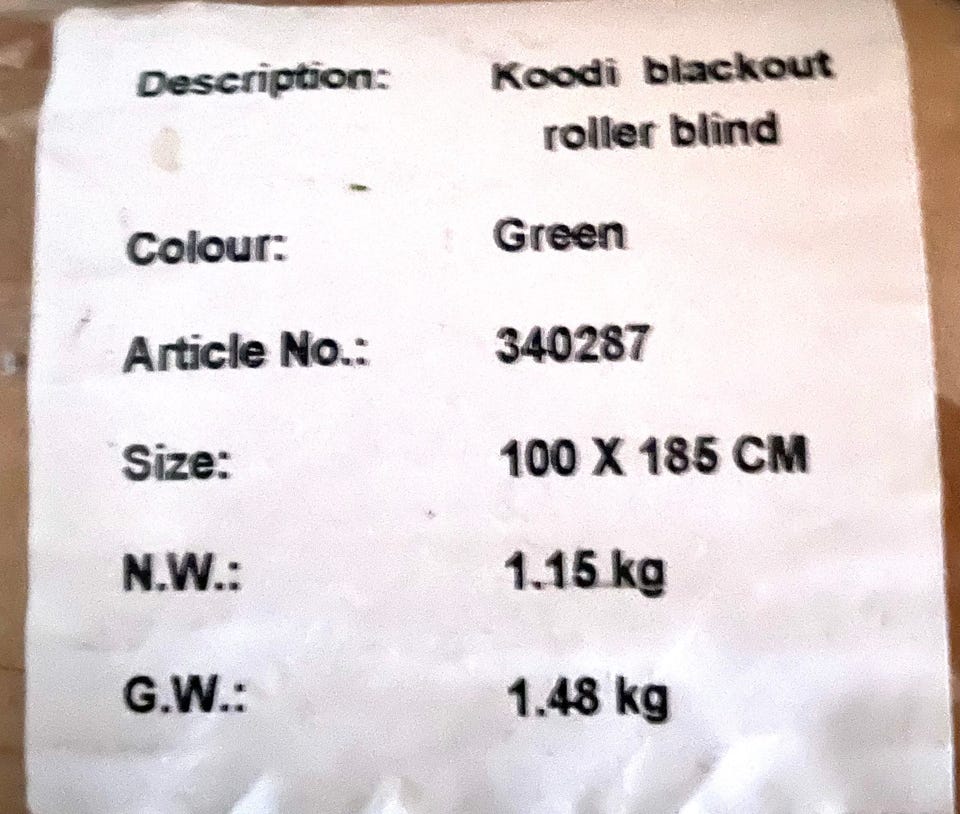 Description: Koodi blackout
roller blind
Colour: Green
Article No.: 340287
Size: 100 X 185 CM
N.W.: 1.15 kg
G.W.: 1.48 kg